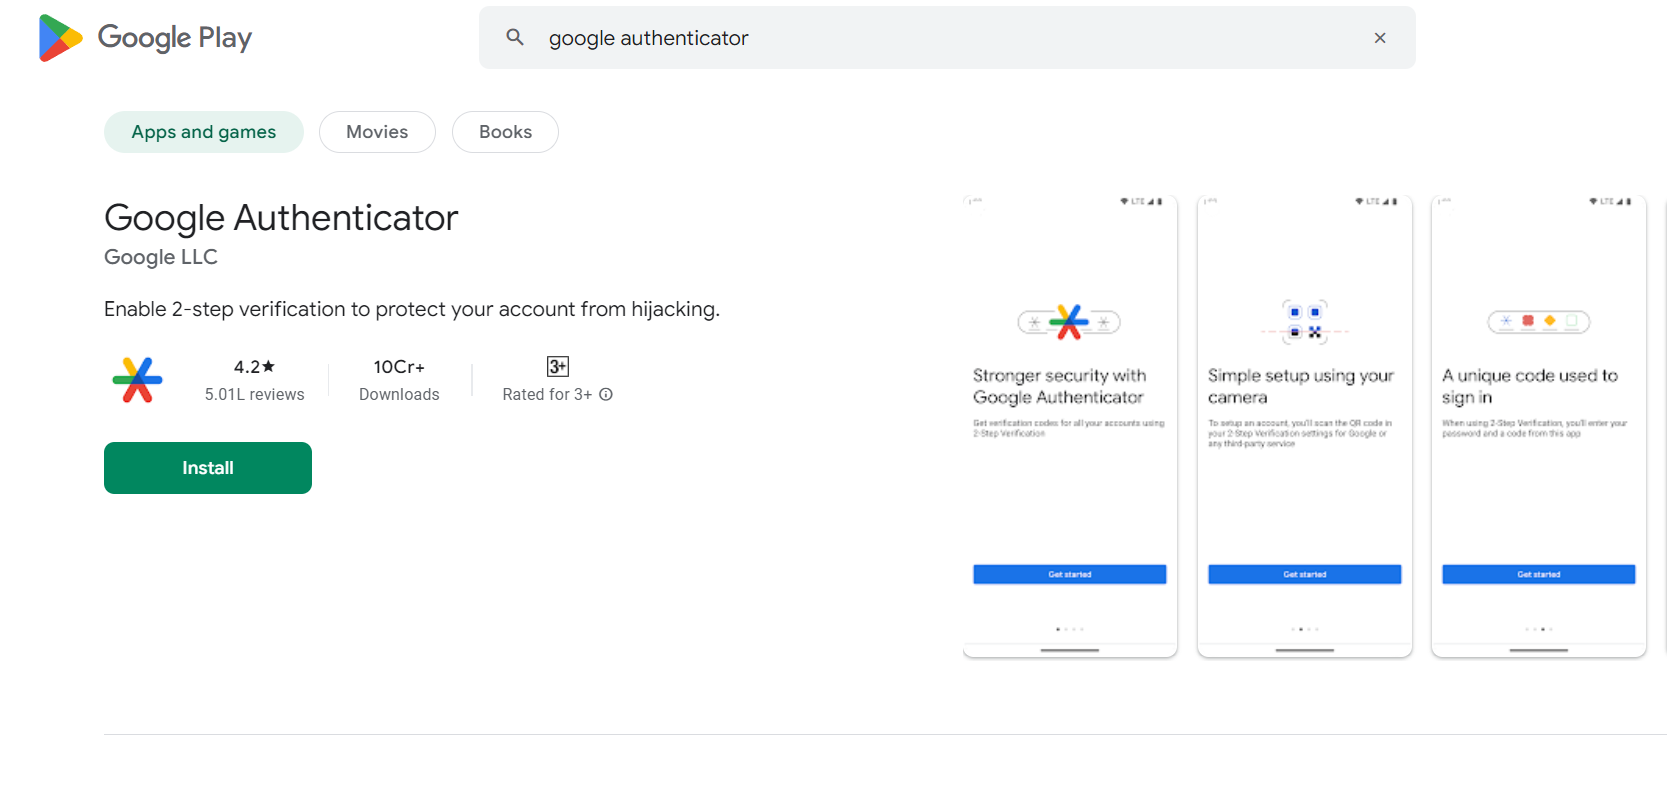 Google Play
google authenticator
Apps and games
Movies
Books
Google Authenticator
Google LLC
Enable 2-step verification to protect your account from hijacking.
4.2★
5.01L reviews
10Cr+
Downloads
3+
Rated for 3+
Install
LTE
Stronger security with
Google Authenticator
Get verification codes for all your accounts using
2-Step Verification
Get started
LTE
Simple setup using your
camera
To setup an account, you'll scan the QR code in
your 2-Step Verification settings for Google or
any third-party service
Get started
LTE
A unique code used to
sign in
When using 2-Step Verification, you'll enter your
password and a code from this app
Get started